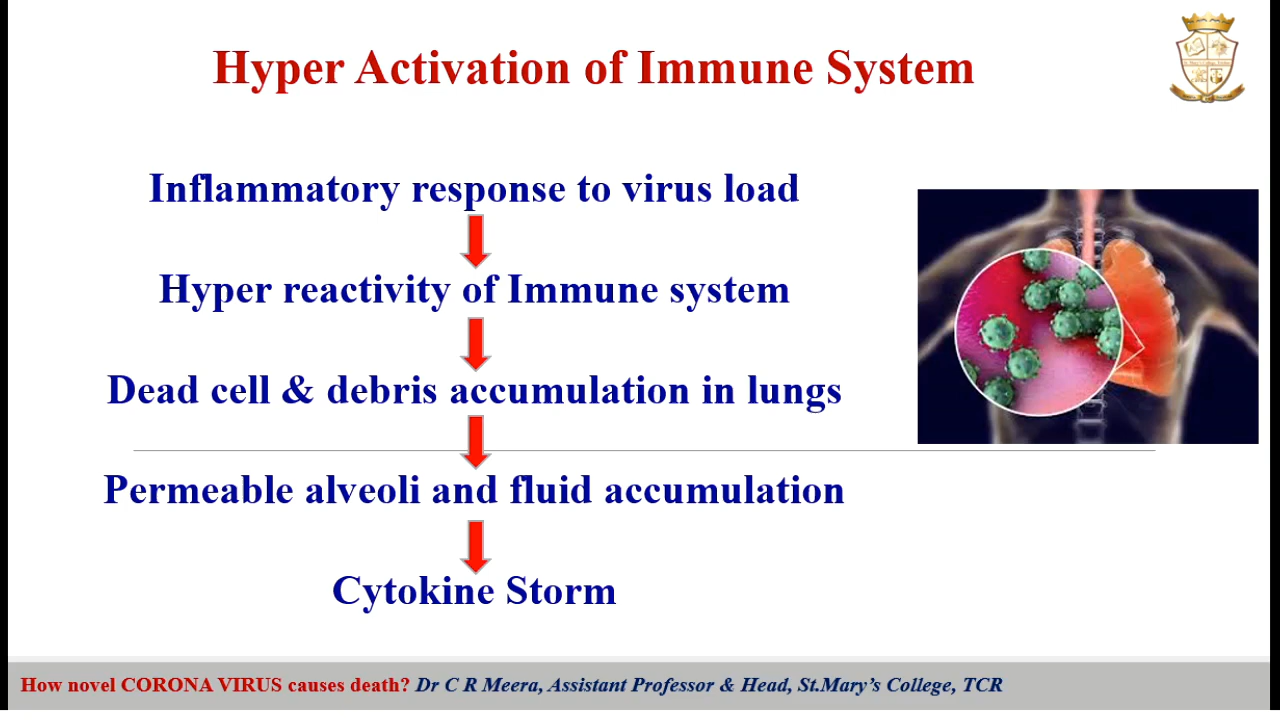 Hyper Activation of Immune System
Inflammatory response to virus load
Hyper reactivity of Immune system
Dead cell & debris accumulation in lungs
Permeable alveoli and fluid accumulation
Cytokine Storm
How novel CORONA VIRUS causes death? Dr C R Meera, Assistant Professor & Head, St.Mary’s College, TCR